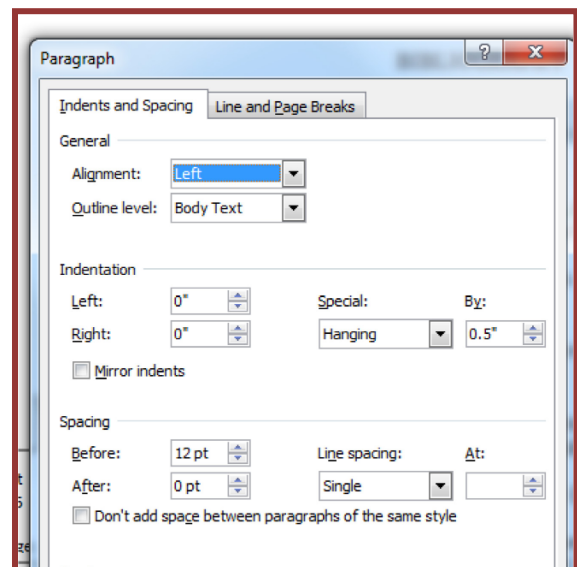 Paragraph
Indents and Spacing Line and Page Breaks
General
Alignment: Left
Outline level: Body Text
Indentation
Left: 0" Special: By:
Right: 0" Hanging 0.5"
Mirror indents
Spacing
Before: 12 pt Line spacing: At:
After: 0 pt Single
Don't add space between paragraphs of the same style